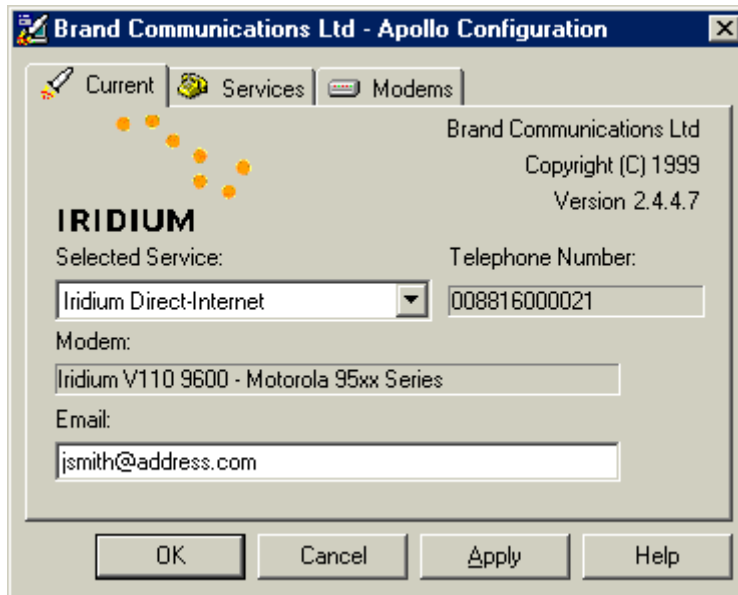 Brand Communications Ltd - Apollo Configuration
Current Services Modems
Brand Communications Ltd
Copyright (C) 1999
Version 2.4.4.7
IRIDIUM
Selected Service: Telephone Number:
Iridium Direct-Internet 008816000021
Modem:
Iridium V110 9600 - Motorola 95xx Series
Email:
jsmith@address.com
OK Cancel Apply Help